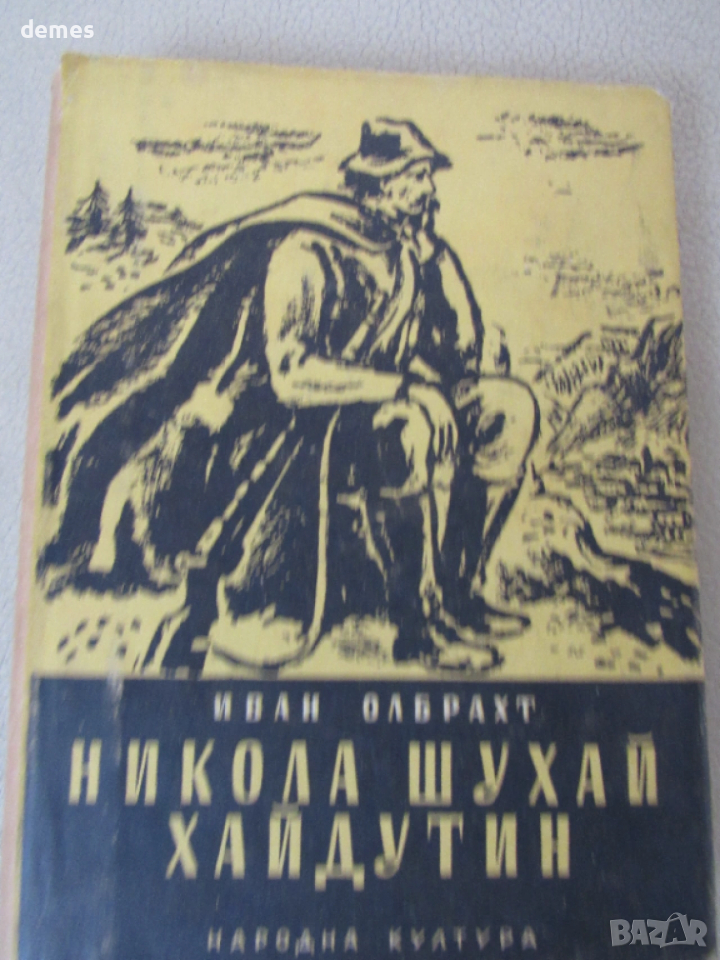 demes
ИВАН ОЛБРАХТ
НИКОЛА ШУХАЙ
ХАЙДУТИН
НАРОДНА КУЛТУРА
BAZAR